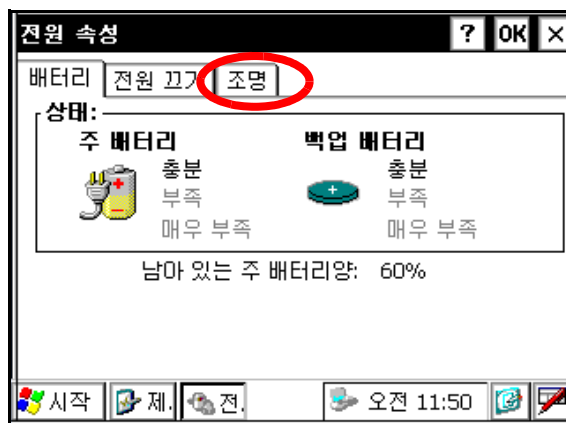 전원 속성 ? OK ×
배터리 전원 끄기 조명
상태:
주 배터리 백업 배터리
충분 충분
부족 부족
매우 부족 매우 부족
남아 있는 주 배터리양: 60%
시작 제. 전. 오전 11:50